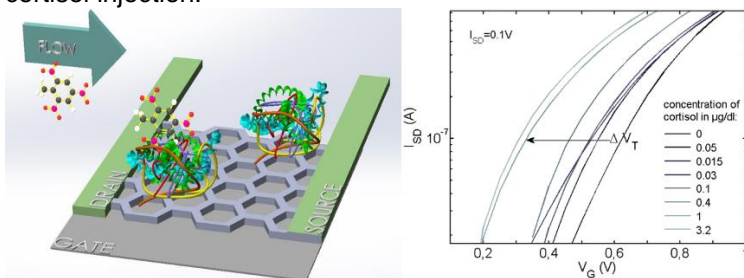 cortisol injection.
FLOW
DRAIN
SOURCE
GATE
I_SD=0.1V
Δ V_T
concentration of
cortisol in µg/dl:
0
0.05
0.015
0.03
0.1
0.4
1
3.2
I_SD (A)
10⁻⁷
0,2 0,4 0,6 0,8
V_G (V)